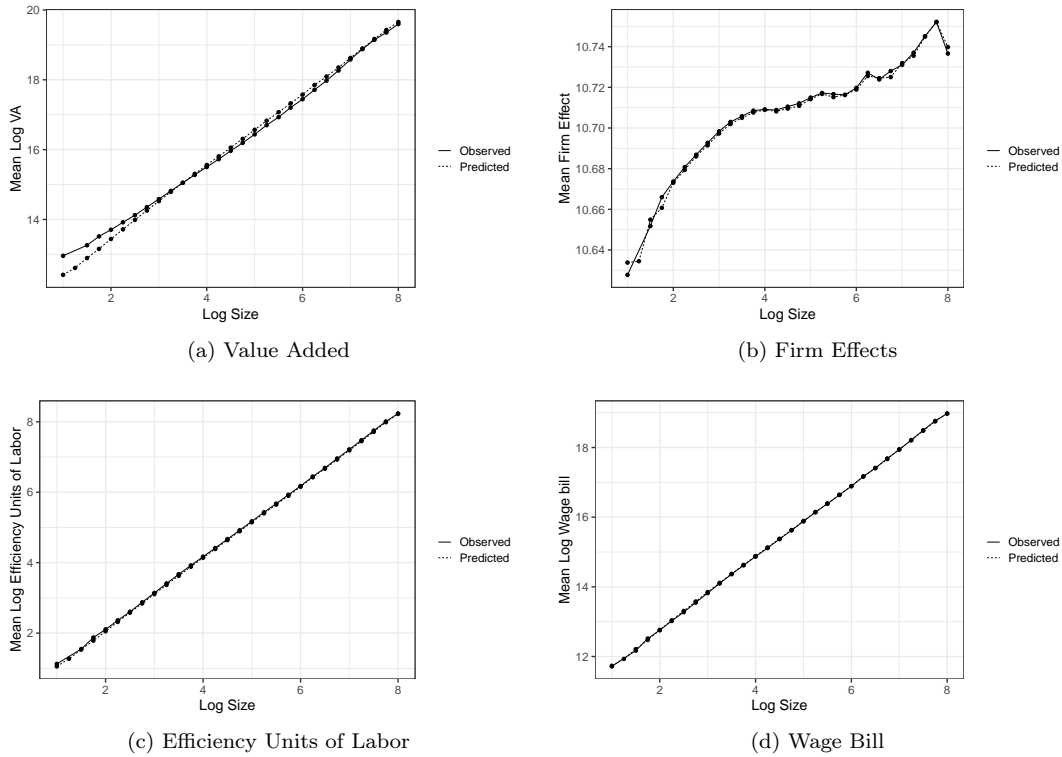 20
18
16
14
Mean Log VA
2 4 6 8
Log Size
Observed
Predicted
(a) Value Added
10.74
10.72
10.70
10.68
10.66
10.64
Mean Firm Effect
2 4 6 8
Log Size
Observed
Predicted
(b) Firm Effects
8
6
4
2
Mean Log Efficiency Units of Labor
2 4 6 8
Log Size
Observed
Predicted
(c) Efficiency Units of Labor
18
16
14
12
Mean Log Wage bill
2 4 6 8
Log Size
Observed
Predicted
(d) Wage Bill